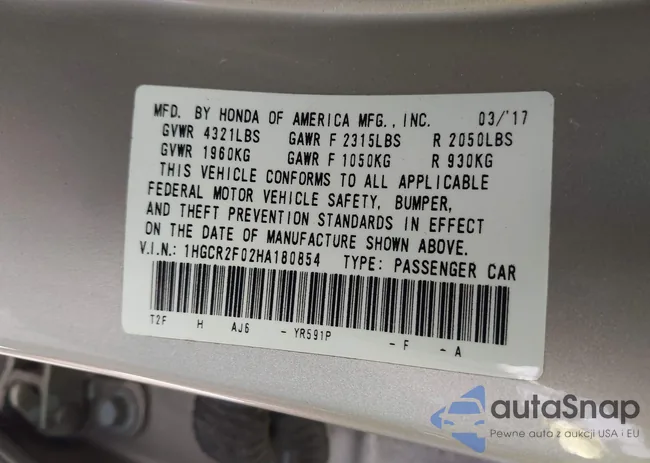 MFD. BY HONDA OF AMERICA MFG., INC. 03/'17
GVWR 4321LBS GAWR F 2315LBS R 2050LBS
GVWR 1960KG GAWR F 1050KG R 930KG
THIS VEHICLE CONFORMS TO ALL APPLICABLE
FEDERAL MOTOR VEHICLE SAFETY, BUMPER,
AND THEFT PREVENTION STANDARDS IN EFFECT
ON THE DATE OF MANUFACTURE SHOWN ABOVE.
V.I.N.: 1HGCR2F02HA180854 TYPE: PASSENGER CAR
T2F H AJ6 - YR591P - F - A
autaSnap
Pewne auta z aukcji USA i EU